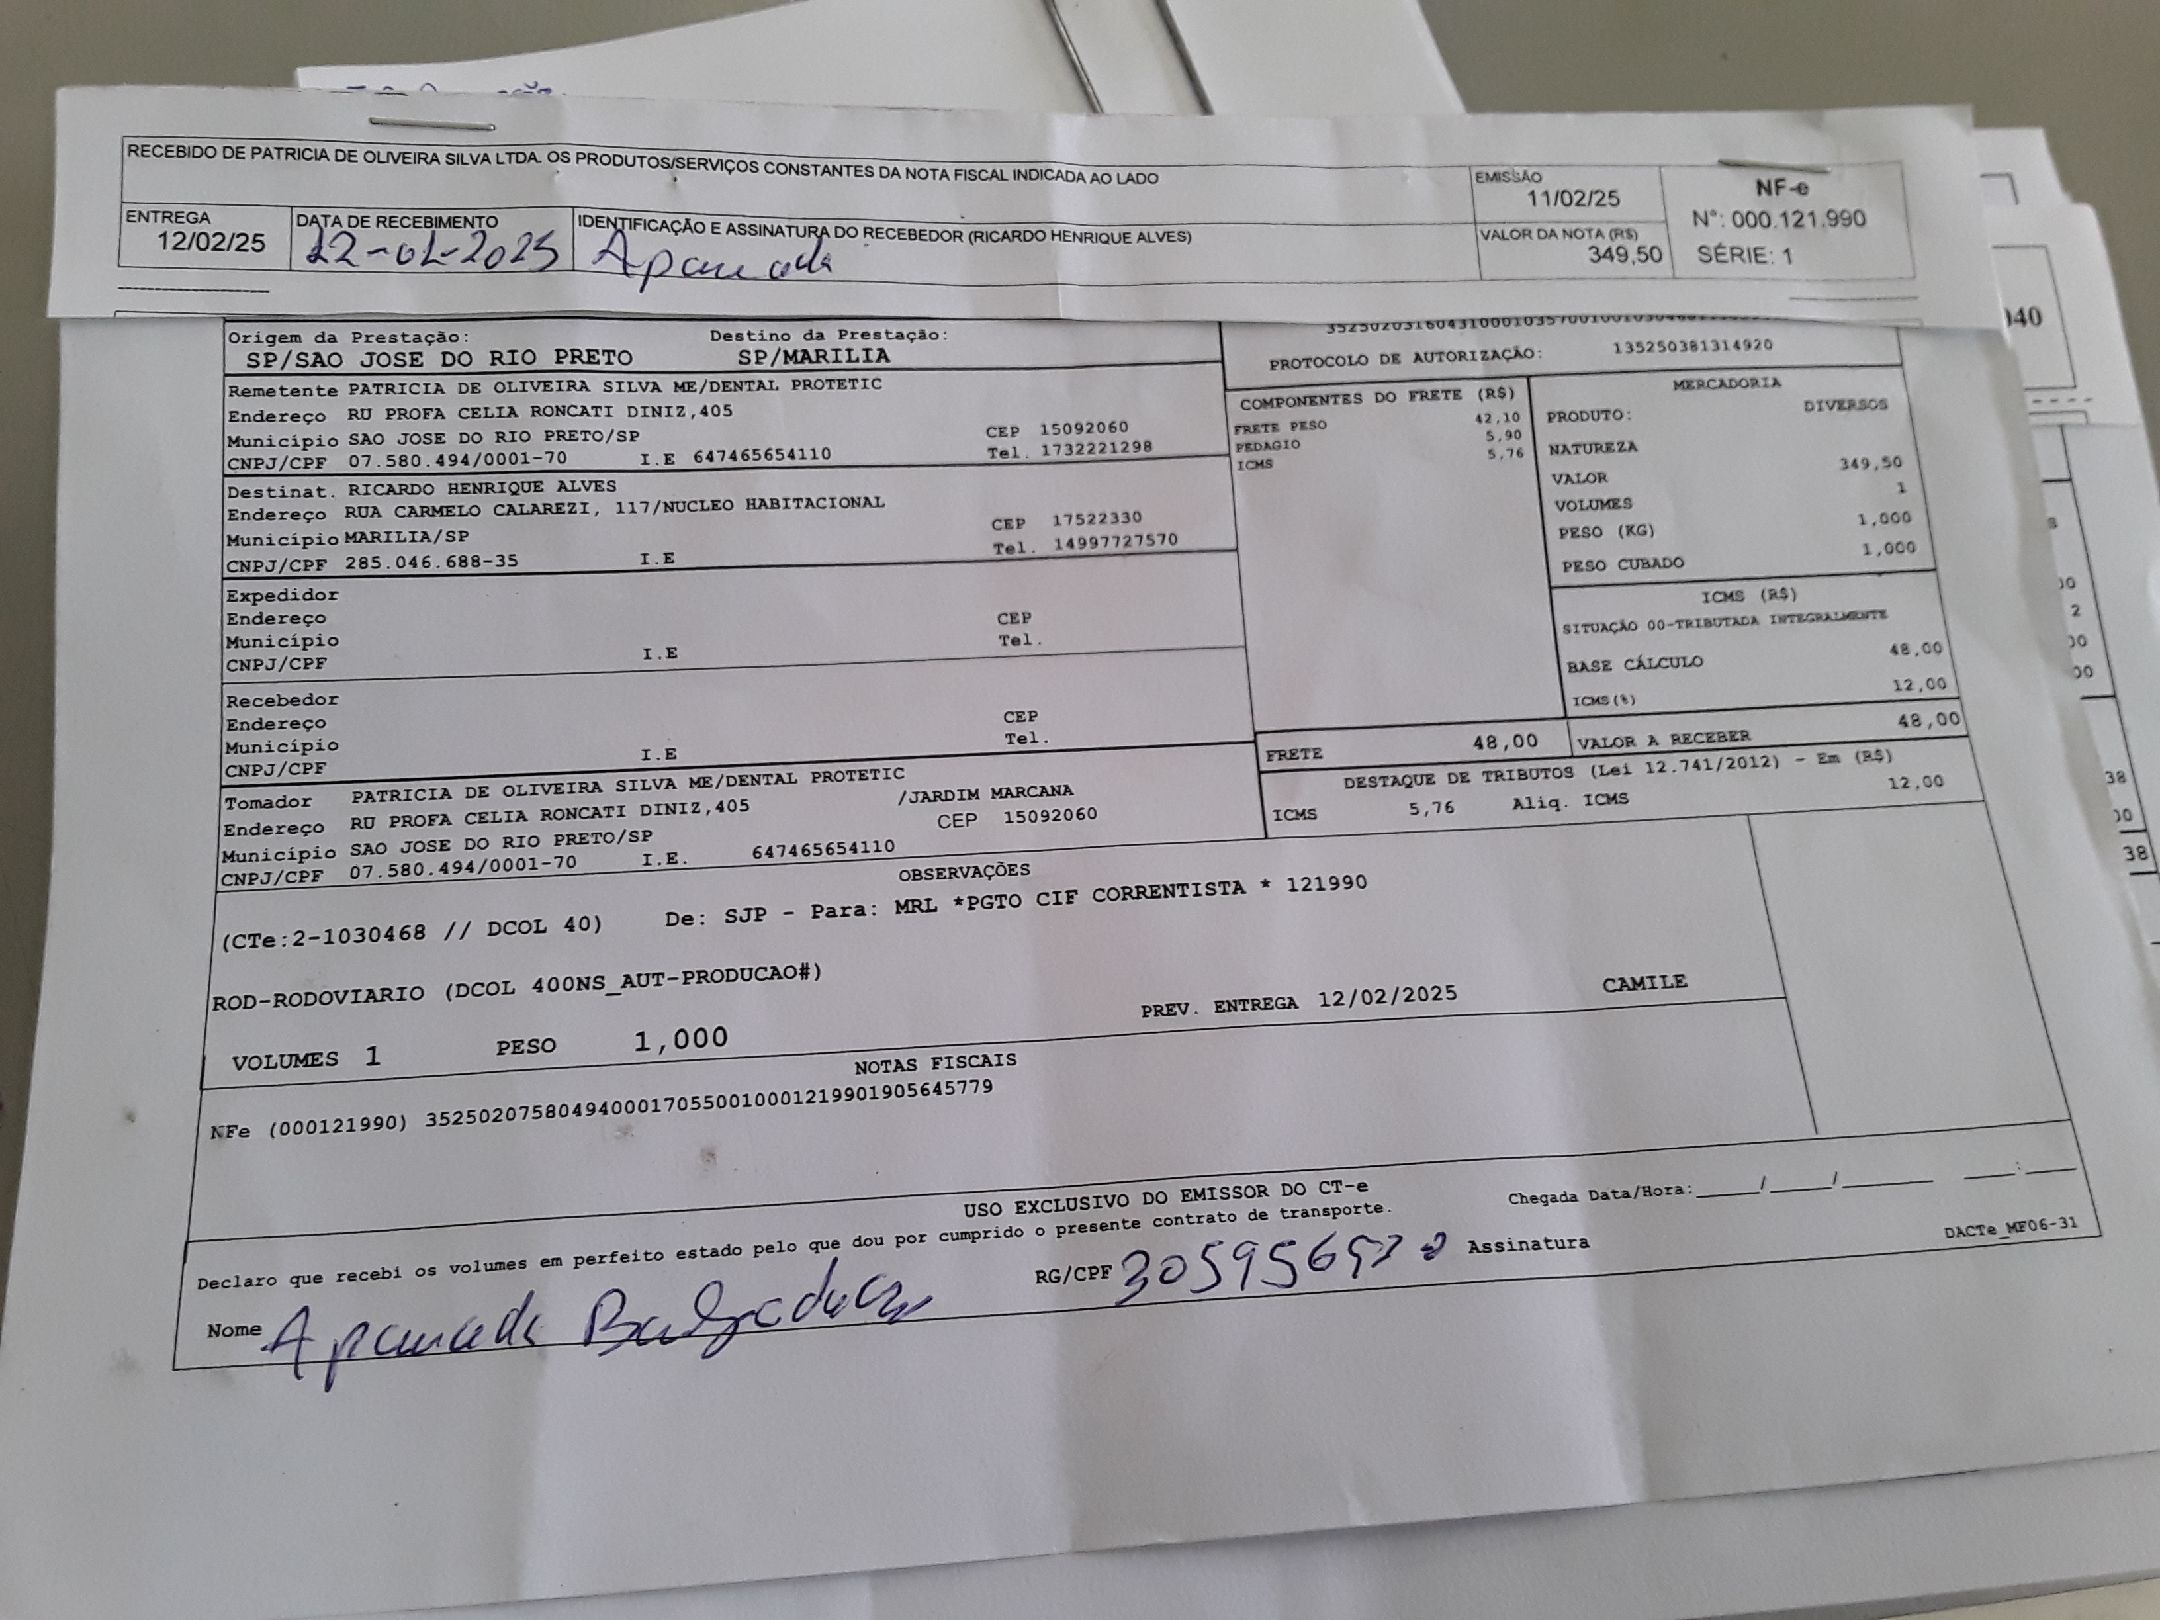 RECEBIDO DE PATRICIA DE OLIVEIRA SILVA LTDA. OS PRODUTOS/SERVIÇOS CONSTANTES DA NOTA FISCAL INDICADA AO LADO
EMISSÃO
11/02/25
VALOR DA NOTA (R$)
349,50
NF-e
N°: 000.121.990
SÉRIE: 1
ENTREGA
12/02/25
DATA DE RECEBIMENTO
IDENTIFICAÇÃO E ASSINATURA DO RECEBEDOR (RICARDO HENRIQUE ALVES)
Origem da Prestação: Destino da Prestação:
SP/SAO JOSE DO RIO PRETO SP/MARILIA
PROTOCOLO DE AUTORIZAÇÃO: 135250381314920
Remetente PATRICIA DE OLIVEIRA SILVA ME/DENTAL PROTETIC
Endereço RU PROFA CELIA RONCATI DINIZ,405
Município SAO JOSE DO RIO PRETO/SP CEP 15092060
CNPJ/CPF 07.580.494/0001-70 I.E 647465654110 Tel. 1732221298
Destinat. RICARDO HENRIQUE ALVES
Endereço RUA CARMELO CALAREZI, 117/NUCLEO HABITACIONAL
Município MARILIA/SP CEP 17522330
CNPJ/CPF 285.046.688-35 I.E Tel. 14997727570
Expedidor
Endereço CEP
Município Tel.
CNPJ/CPF I.E
Recebedor
Endereço CEP
Município Tel.
CNPJ/CPF I.E
Tomador PATRICIA DE OLIVEIRA SILVA ME/DENTAL PROTETIC
Endereço RU PROFA CELIA RONCATI DINIZ,405 /JARDIM MARCANA
Município SAO JOSE DO RIO PRETO/SP CEP 15092060
CNPJ/CPF 07.580.494/0001-70 I.E. 647465654110
COMPONENTES DO FRETE (R$)
FRETE PESO 42,10
PEDAGIO 5,90
ICMS 5,76
MERCADORIA
PRODUTO: DIVERSOS
NATUREZA
VALOR 349,50
VOLUMES 1
PESO (KG) 1,000
PESO CUBADO 1,000
ICMS (R$)
SITUAÇÃO 00-TRIBUTADA INTEGRALMENTE
BASE CÁLCULO 48,00
ICMS(%) 12,00
FRETE 48,00 VALOR A RECEBER 48,00
DESTAQUE DE TRIBUTOS (Lei 12.741/2012) - Em (R$)
ICMS 5,76 Aliq. ICMS 12,00
OBSERVAÇÕES
(CTe:2-1030468 // DCOL 40) De: SJP - Para: MRL *PGTO CIF CORRENTISTA * 121990
ROD-RODOVIARIO (DCOL 400NS_AUT-PRODUCAO#)
PREV. ENTREGA 12/02/2025 CAMILE
VOLUMES 1 PESO 1,000
NOTAS FISCAIS
NFe (000121990) 35250207580494000170550010001219901905645779
USO EXCLUSIVO DO EMISSOR DO CT-e
Declaro que recebi os volumes em perfeito estado pelo que dou por cumprido o presente contrato de transporte.
Chegada Data/Hora:_____/_____/_______ ____:____
Nome
RG/CPF
Assinatura
DACTe_MF06-31